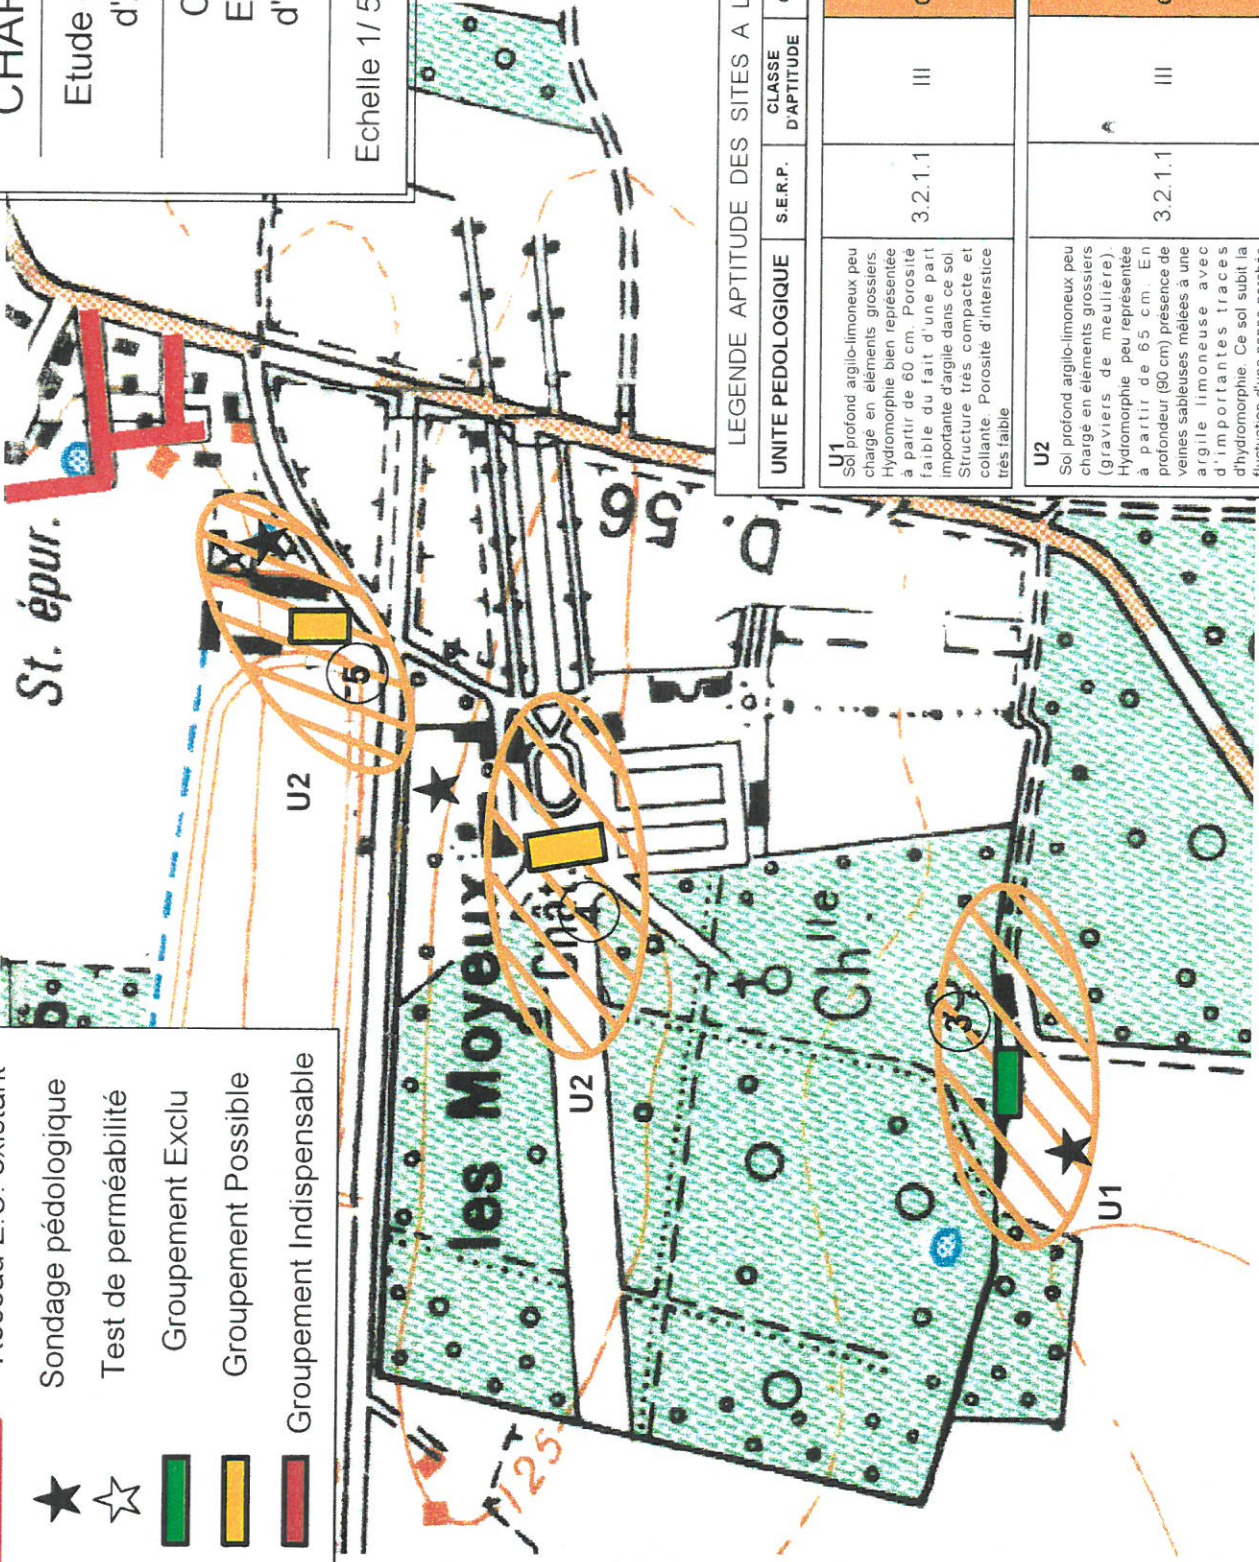 Etude
d'
Echelle 1/ 5
Sondage pédologique
Test de perméabilité
Groupement Exclu
Groupement Possible
Groupement Indispensable
St. épur.
U2
5
les Moyeux
Chât
4
U2
D. 56
Chlle
3
U1
125
LEGENDE APTITUDE DES SITES A L
UNITE PEDOLOGIQUE
S.E.R.P.
CLASSE
D'APTITUDE
U1
Sol profond argilo-limoneux peu
chargé en éléments grossiers.
Hydromorphie bien représentée
à partir de 60 cm. Porosité
faible du fait d'une part
importante d'argile dans ce sol.
Structure très compacte et
collante. Porosité d'interstice
très faible
3.2.1.1
III
U2
Sol profond argilo-limoneux peu
chargé en éléments grossiers
(graviers de meulière).
Hydromorphie peu représentée
à partir de 65 cm. En
profondeur (90 cm) présence de
veines sableuses mêlées à une
argile limoneuse avec
d'importantes traces
d'hydromorphie. Ce sol subit la
3.2.1.1
III